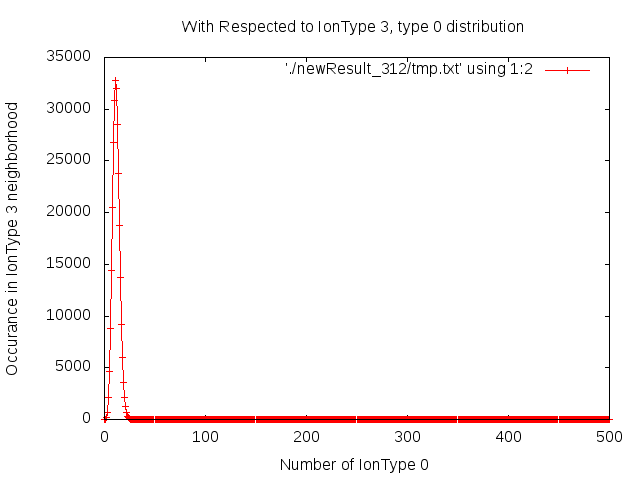 With Respected to IonType 3, type 0 distribution
'./newResult_312/tmp.txt' using 1:2
35000
30000
25000
20000
15000
10000
5000
0
Occurance in IonType 3 neighborhood
0 100 200 300 400 500
Number of IonType 0